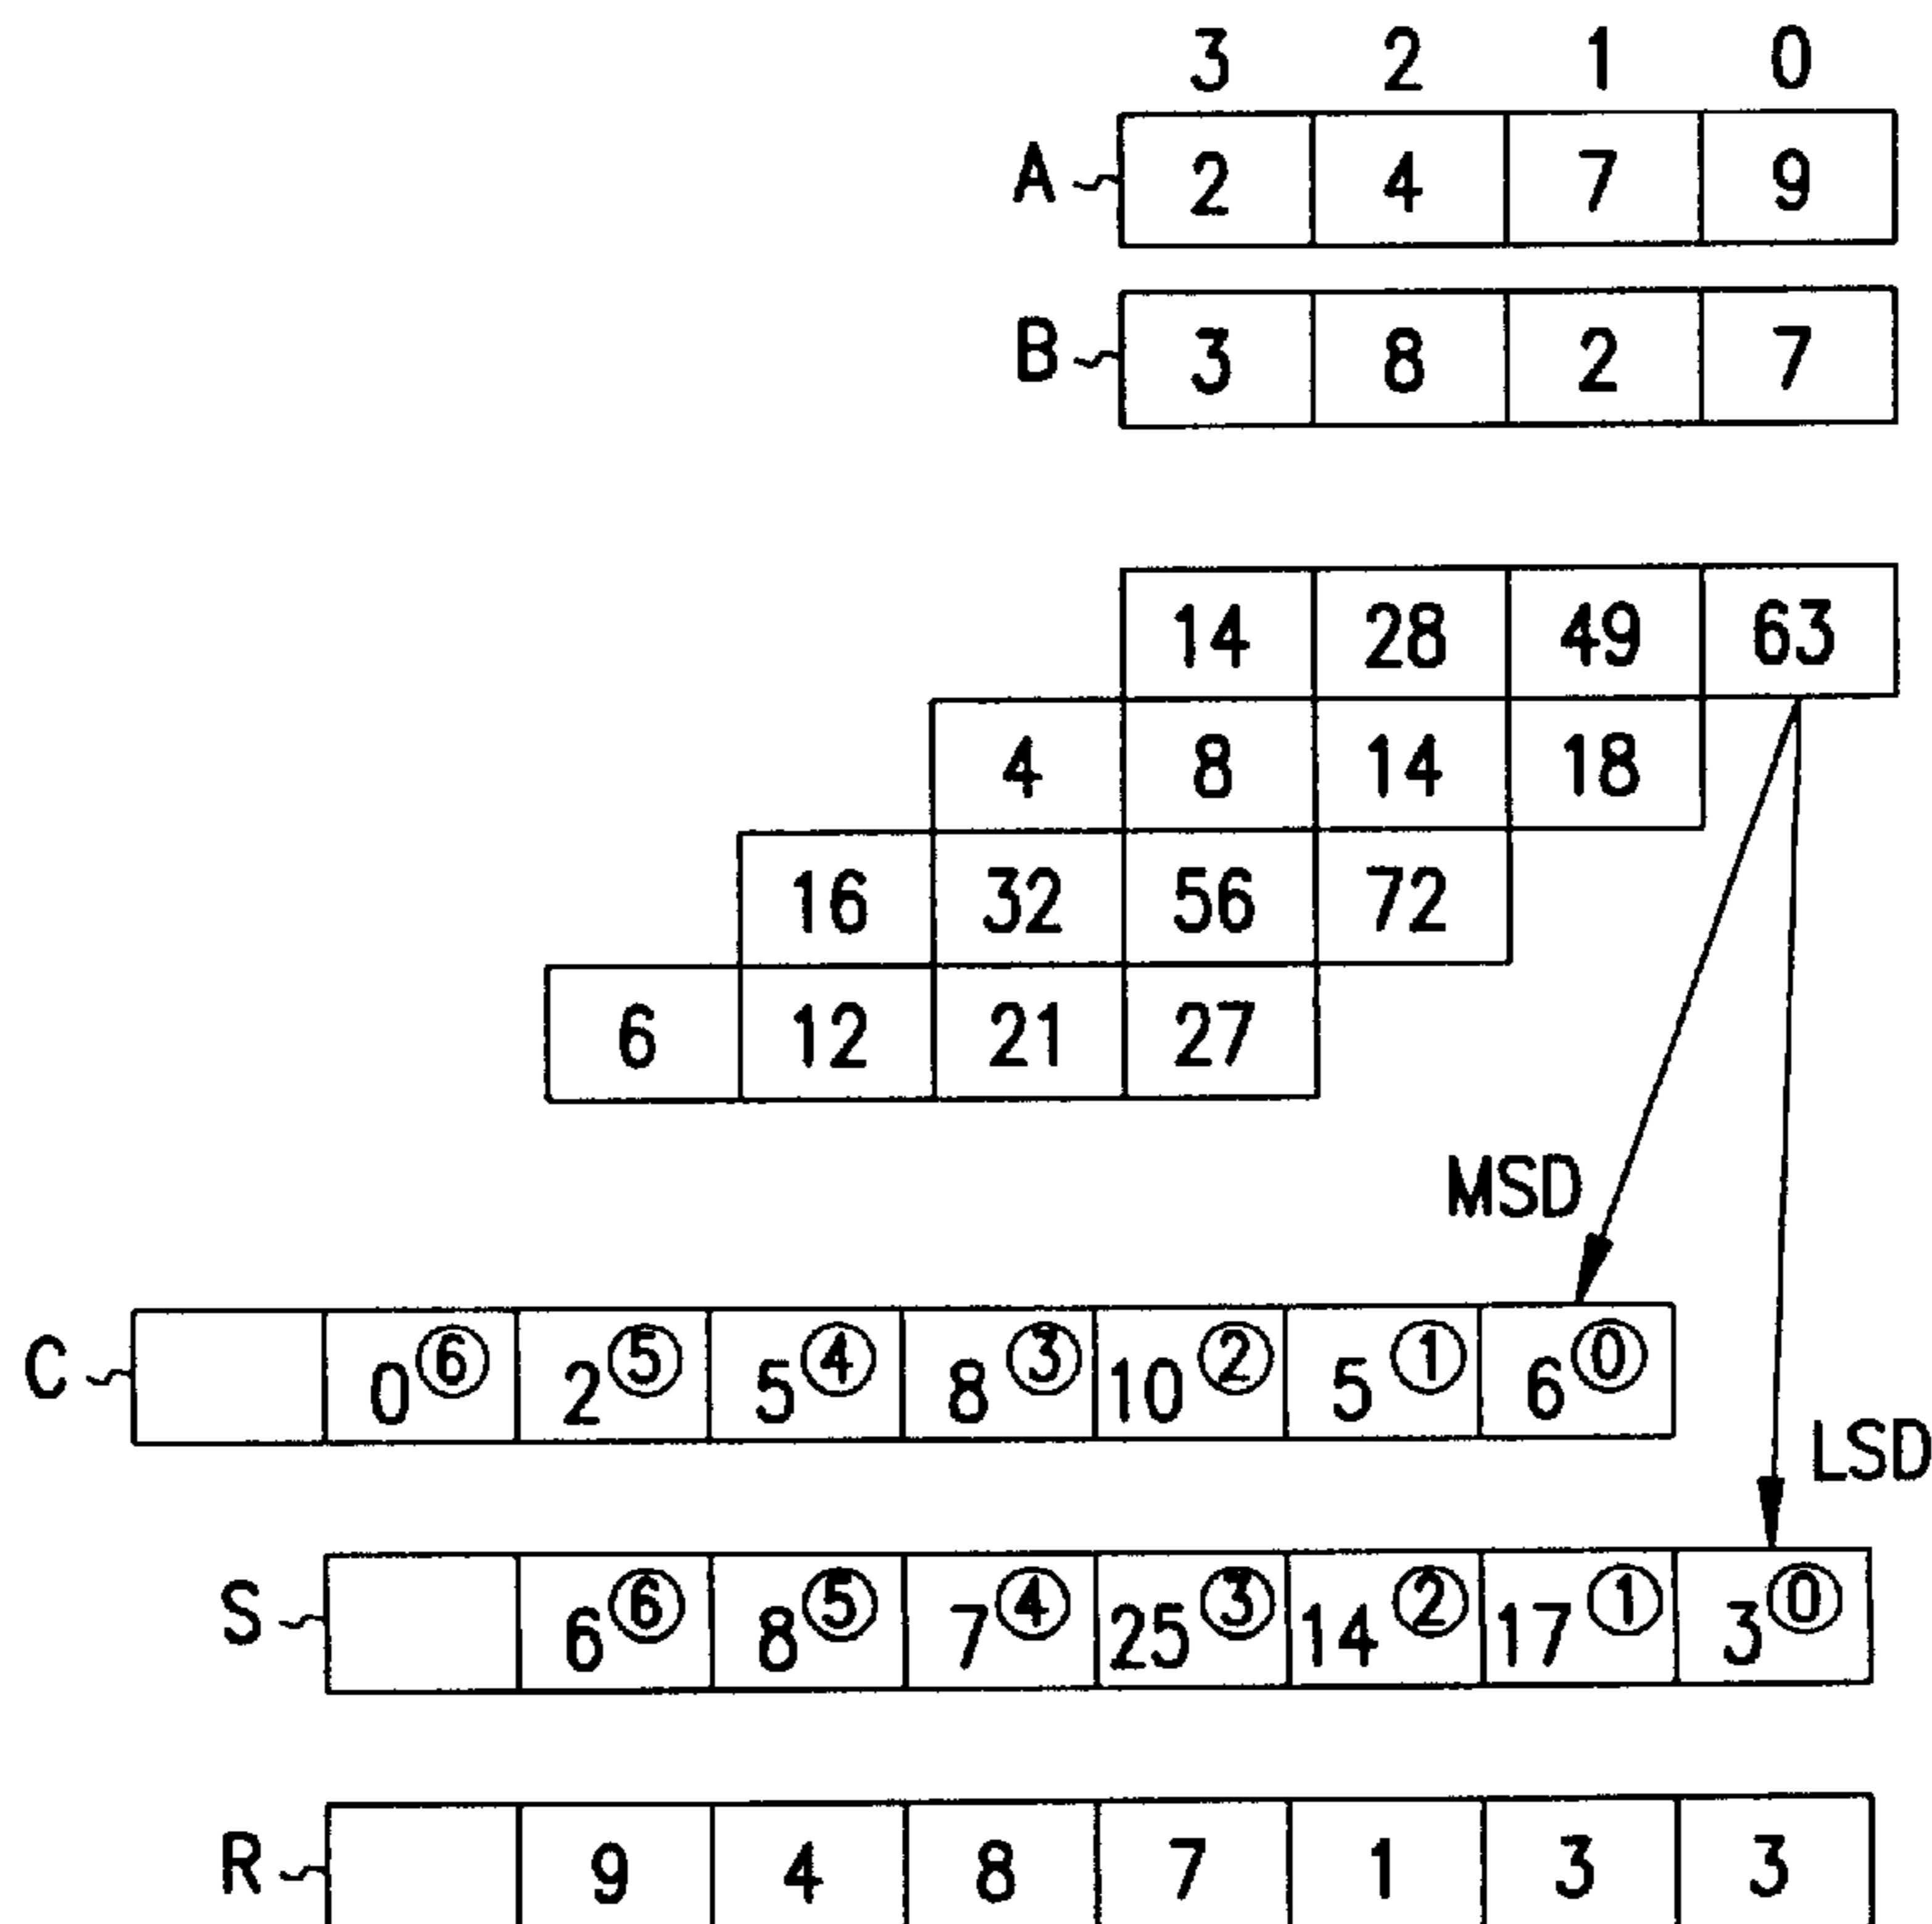 3 2 1 0
A 2 4 7 9
B 3 8 2 7
14 28 49 63
4 8 14 18
16 32 56 72
6 12 21 27
MSD
C 0⑥ 2⑤ 5④ 8③ 10② 5① 6⓪
LSD
S 6⑥ 8⑤ 7④ 25③ 14② 17① 3⓪
R 9 4 8 7 1 3 3